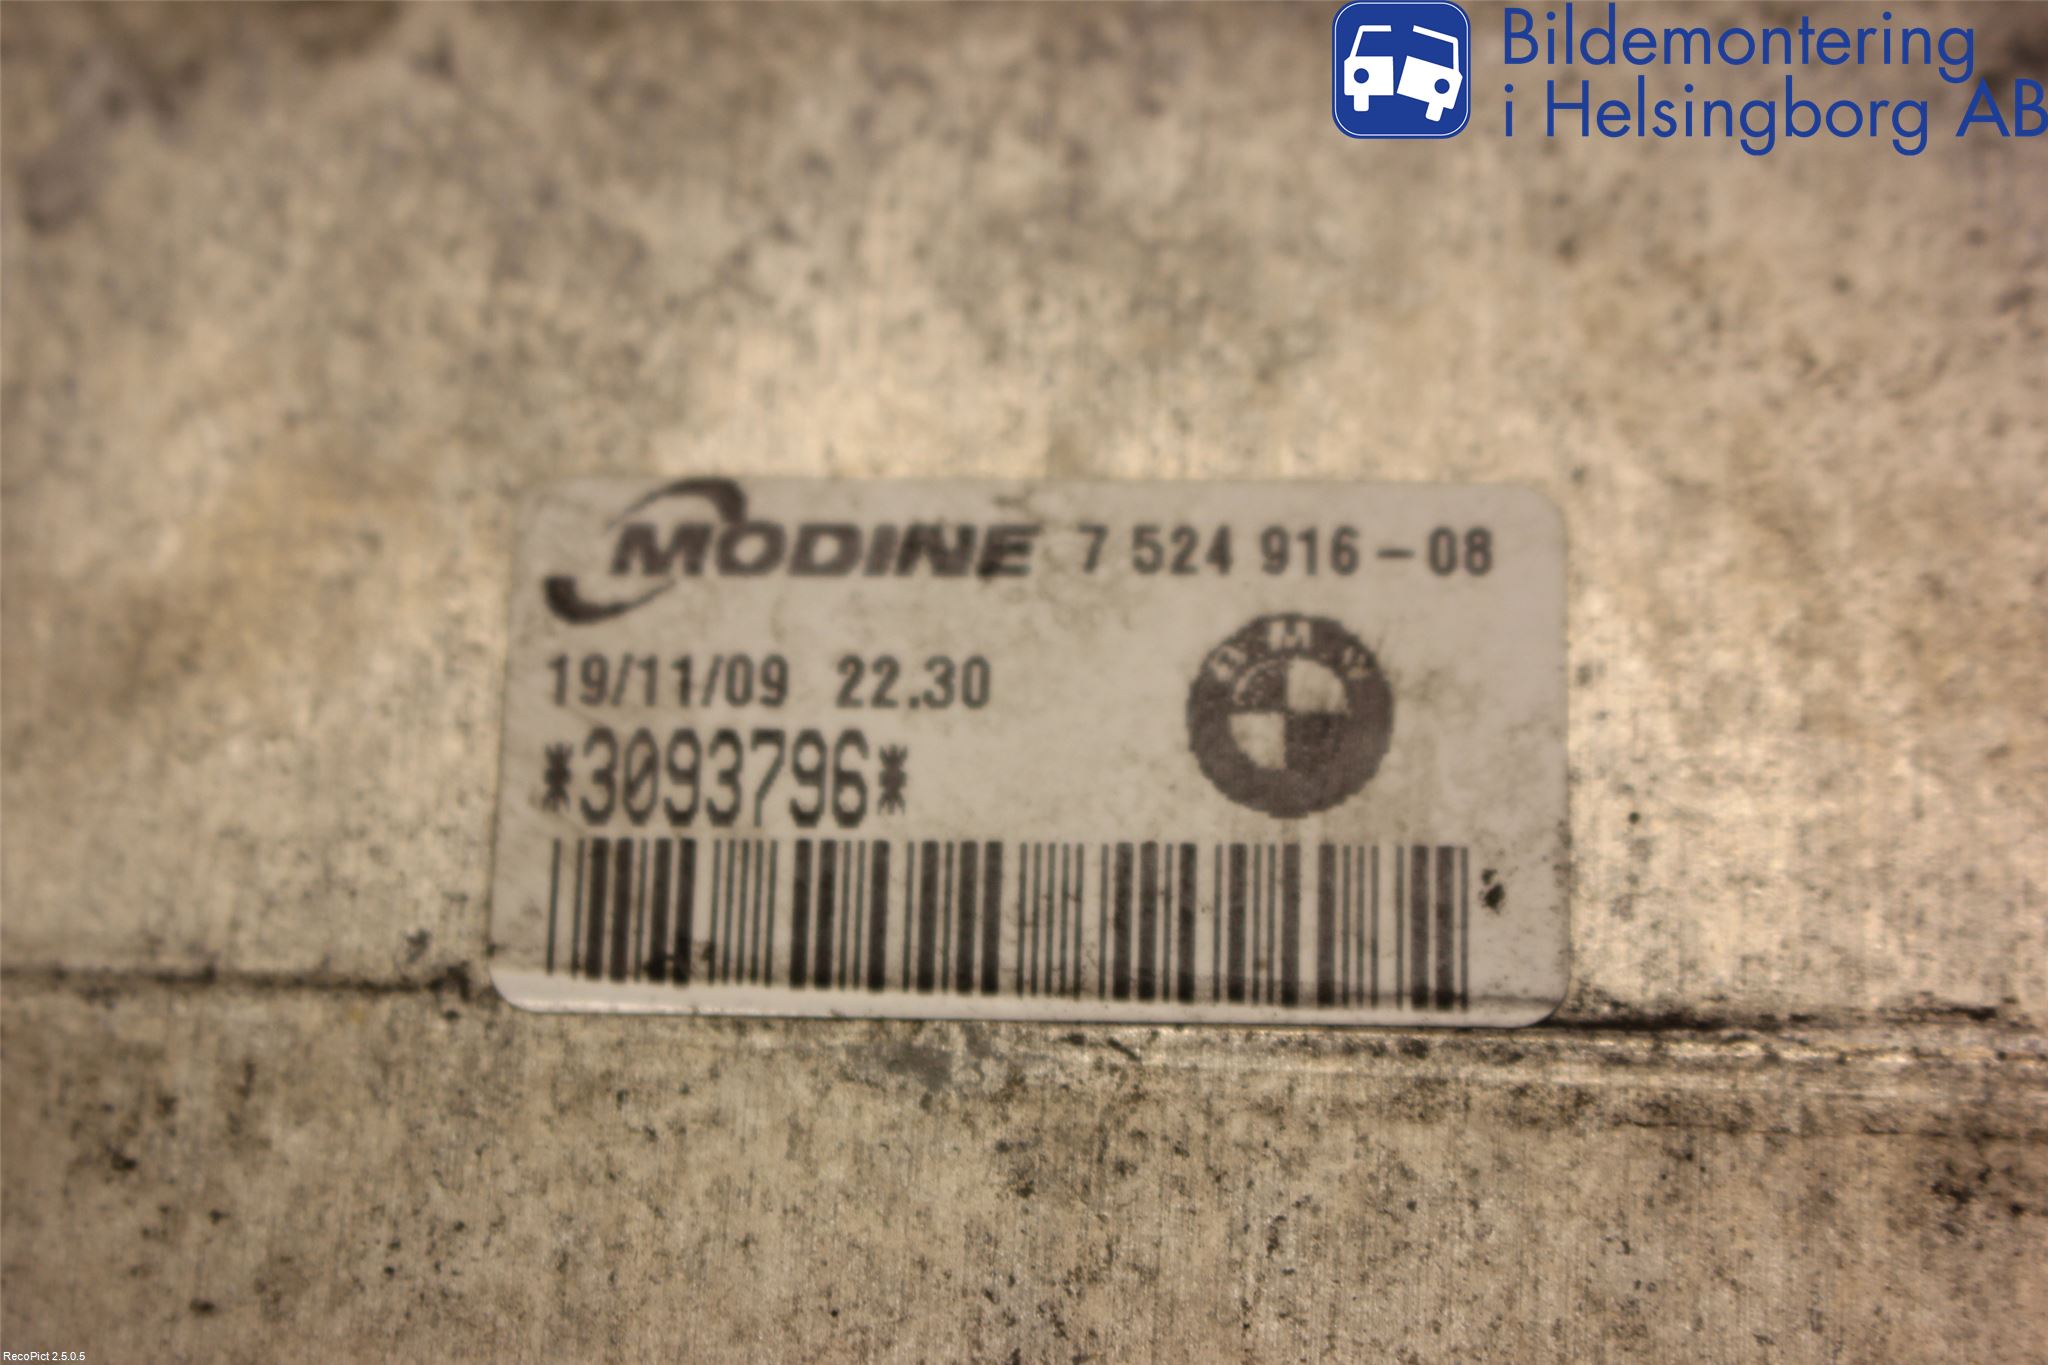 Bildemontering
i Helsingborg AB
MODINE 7 524 916-08
BMW
19/11/09 22.30
*3093796*
RecoPict 2.5.0.5